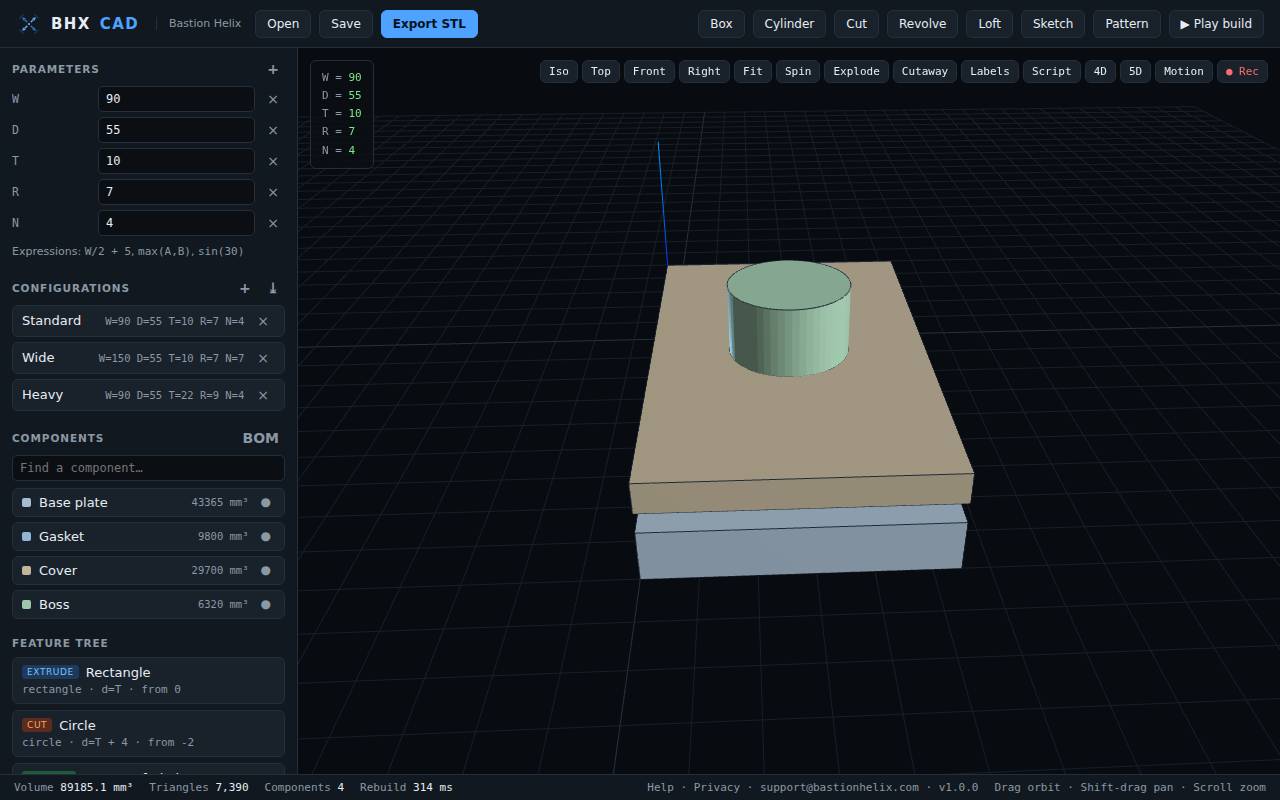 BHX CAD Bastion Helix Open Save Export STL Box Cylinder Cut Revolve Loft Sketch Pattern ▶ Play build
PARAMETERS +
W 90 ×
D 55 ×
T 10 ×
R 7 ×
N 4 ×
Expressions: W/2 + 5, max(A,B), sin(30)
CONFIGURATIONS + ⤓
Standard W=90 D=55 T=10 R=7 N=4 ×
Wide W=150 D=55 T=10 R=7 N=7 ×
Heavy W=90 D=55 T=22 R=9 N=4 ×
COMPONENTS BOM
Find a component…
Base plate 43365 mm³ ●
Gasket 9800 mm³ ●
Cover 29700 mm³ ●
Boss 6320 mm³ ●
FEATURE TREE
EXTRUDE Rectangle
rectangle · d=T · from 0
CUT Circle
circle · d=T + 4 · from -2
W = 90
D = 55
T = 10
R = 7
N = 4
Iso Top Front Right Fit Spin Explode Cutaway Labels Script 4D 5D Motion ● Rec
Volume 89185.1 mm³ Triangles 7,390 Components 4 Rebuild 314 ms
Help · Privacy · support@bastionhelix.com · v1.0.0 Drag orbit · Shift-drag pan · Scroll zoom